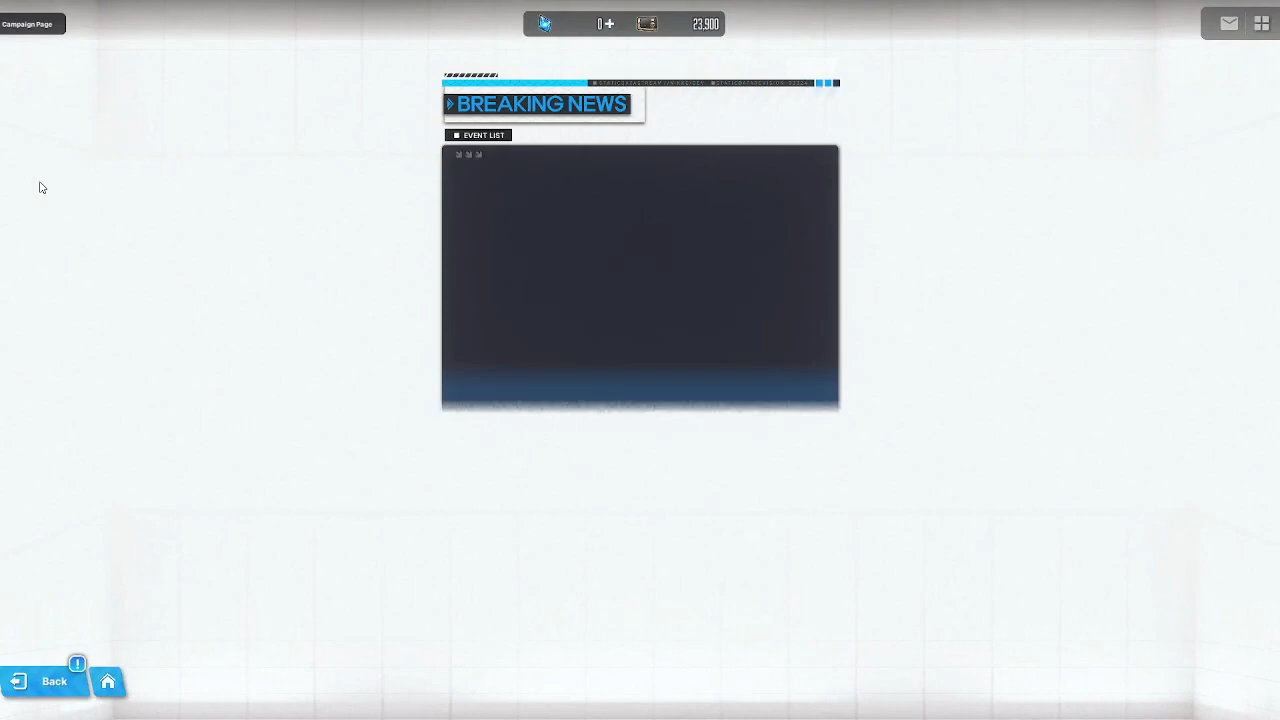 Campaign Page
0+
23,900
BREAKING NEWS
EVENT LIST
Back